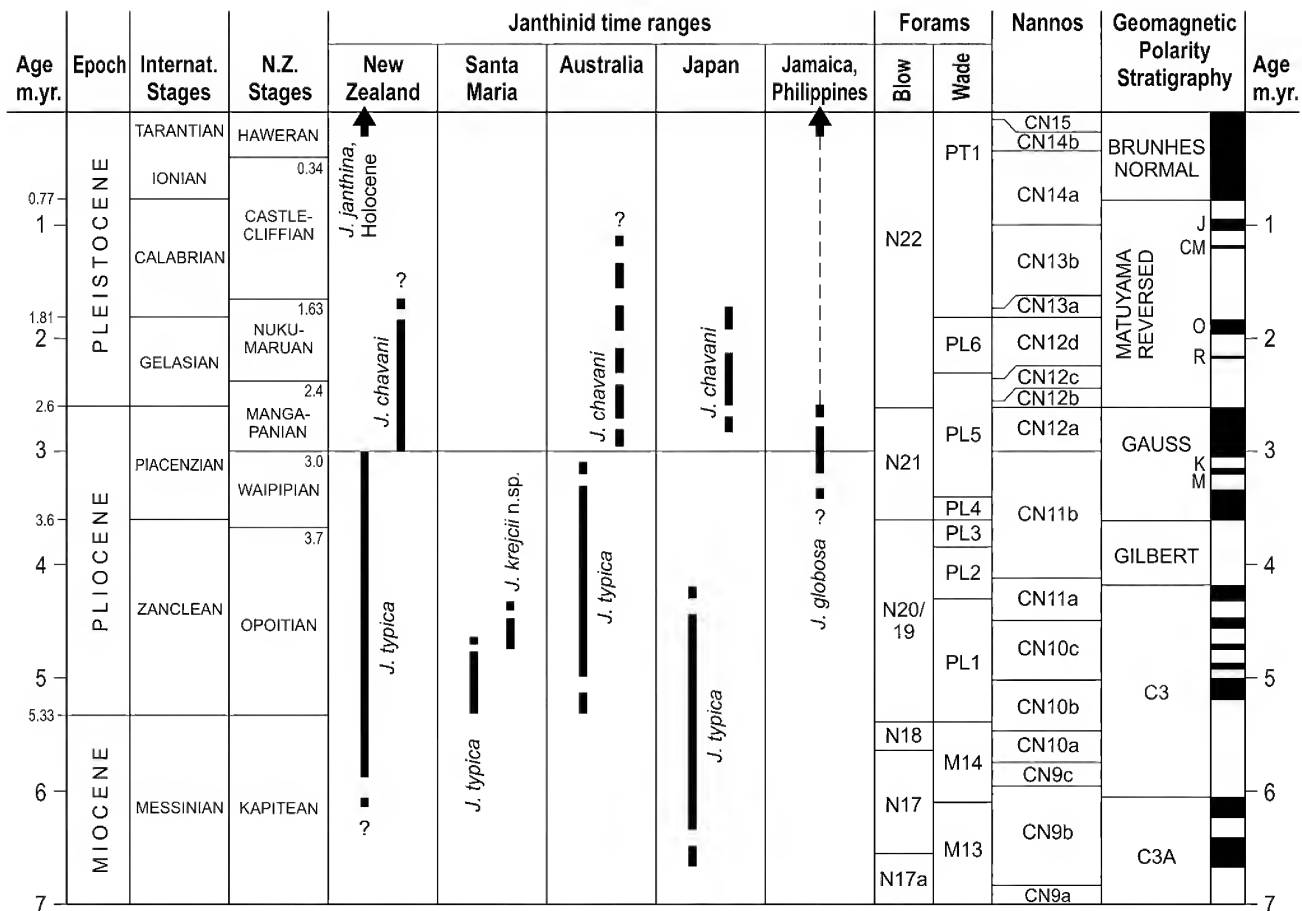 Janthinid time ranges
Forams
Nannos
Geomagnetic
Polarity
Stratigraphy
Age
m.yr.
Epoch
Internat.
Stages
N.Z.
Stages
New
Zealand
Santa
Maria
Australia
Japan
Jamaica,
Philippines
Blow
Wade
Age
m.yr.
0.77
1
1.81
2
2.6
3
3.6
4
5
5.33
6
7
PLEISTOCENE
PLIOCENE
MIOCENE
TARANTIAN
IONIAN
CALABRIAN
GELASIAN
PIACENZIAN
ZANCLEAN
MESSINIAN
HAWERAN
0.34
CASTLE-
CLIFFIAN
1.63
NUKU-
MARUAN
2.4
MANGA-
PANIAN
3.0
WAIPIPIAN
3.7
OPOITIAN
KAPITEAN
J. janthina,
Holocene
?
J. chavani
J. typica
?
J. krejcii n.sp.
J. typica
?
J. chavani
J. typica
J. chavani
J. typica
?
J. globosa
N22
N21
N20/
19
N18
N17
N17a
PT1
PL6
PL5
PL4
PL3
PL2
PL1
M14
M13
CN15
CN14b
CN14a
CN13b
CN13a
CN12d
CN12c
CN12b
CN12a
CN11b
CN11a
CN10c
CN10b
CN10a
CN9c
CN9b
CN9a
BRUNHES
NORMAL
MATUYAMA
REVERSED
J
CM
O
R
GAUSS
K
M
GILBERT
C3
C3A
1
2
3
4
5
6
7